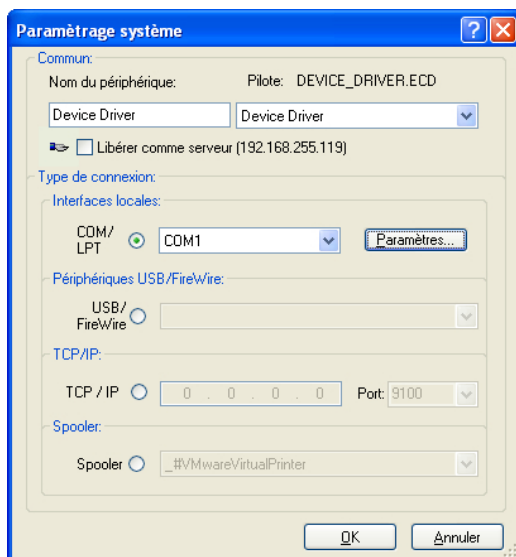 Paramètrage système
Commun:
Nom du périphérique: Pilote: DEVICE_DRIVER.ECD
Device Driver Device Driver
Libérer comme serveur (192.168.255.119)
Type de connexion:
Interfaces locales:
COM/
LPT COM1 Paramètres...
Périphériques USB/FireWire:
USB/
FireWire
TCP/IP:
TCP / IP 0 . 0 . 0 . 0 Port: 9100
Spooler:
Spooler _#VMwareVirtualPrinter
OK Annuler